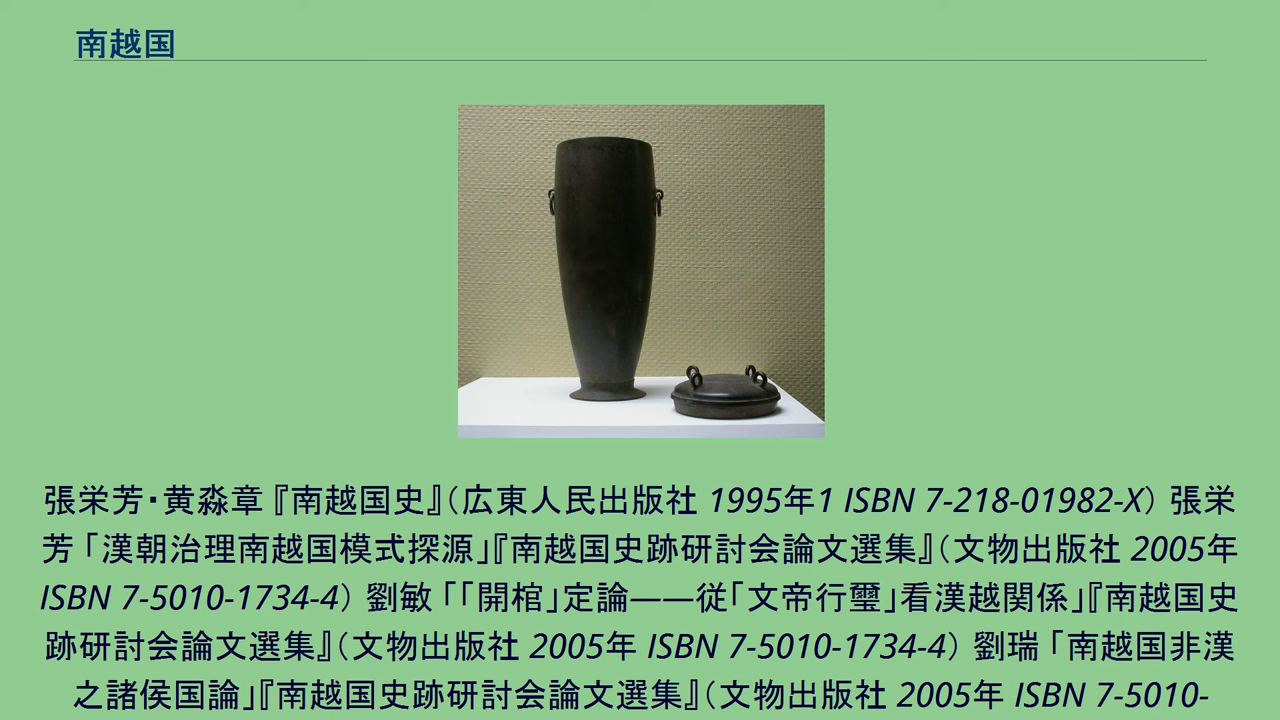 南越国
張栄芳・黄淼章『南越国史』（広東人民出版社 1995年1 ISBN 7-218-01982-X） 張栄
芳「漢朝治理南越国模式探源」『南越国史跡研討会論文選集』（文物出版社 2005年
ISBN 7-5010-1734-4） 劉敏「「開棺」定論——従「文帝行璽」看漢越関係」『南越国史
跡研討会論文選集』（文物出版社 2005年 ISBN 7-5010-1734-4） 劉瑞「南越国非漢
之諸侯国論」『南越国史跡研討会論文選集』（文物出版社 2005年 ISBN 7-5010-